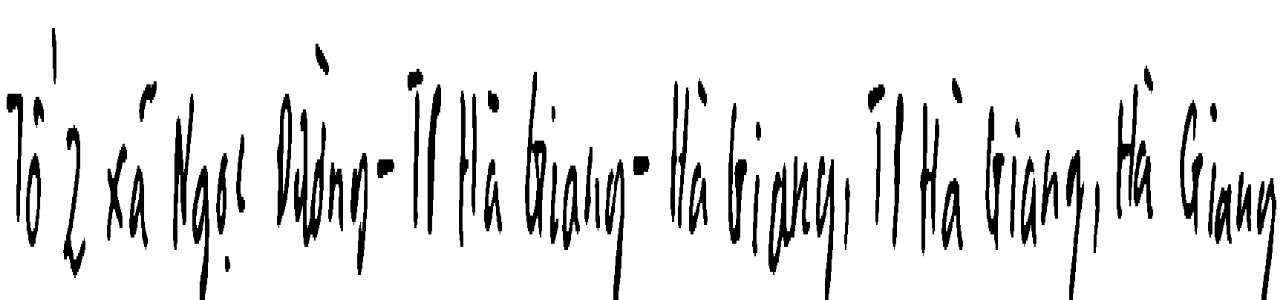 Tổ 2 xã Ngọc Đường - TP Hà Giang - Hà Giang, TP Hà Giang, Hà Giang